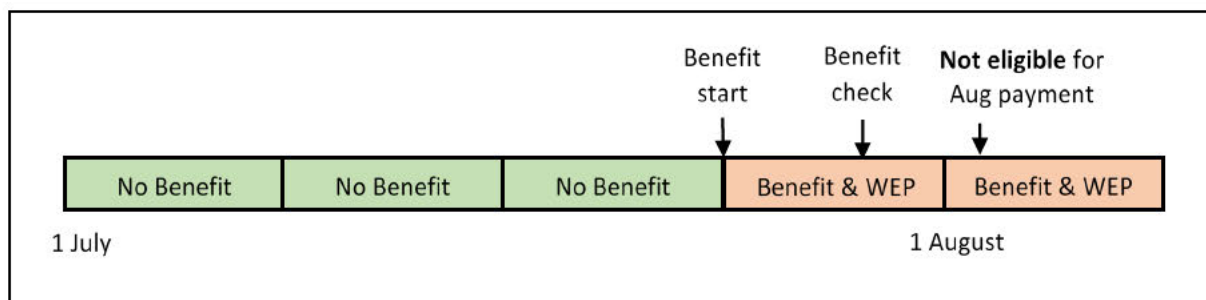 Benefit
start
Benefit
check
Not eligible for
Aug payment
No Benefit
No Benefit
No Benefit
Benefit & WEP
Benefit & WEP
1 July
1 August